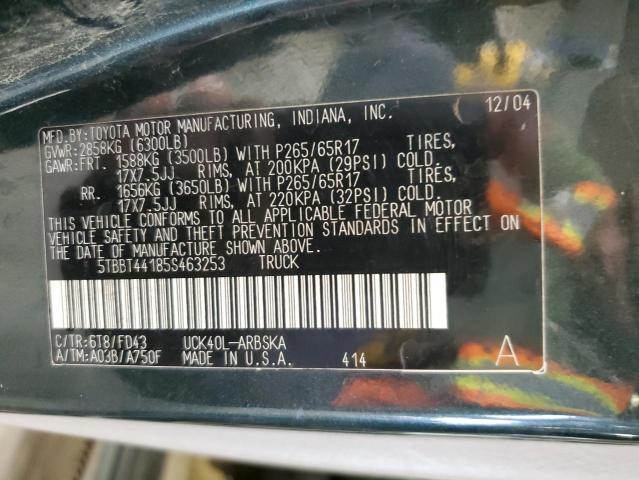 MFD.BY:TOYOTA MOTOR MANUFACTURING, INDIANA, INC. 12/04
GVWR:2858KG (6300LB)
GAWR:FRT. 1588KG (3500LB) WITH P265/65R17 TIRES,
17X7.5JJ RIMS, AT 200KPA (29PSI) COLD.
RR. 1656KG (3650LB) WITH P265/65R17 TIRES,
17X7.5JJ RIMS, AT 220KPA (32PSI) COLD.
THIS VEHICLE CONFORMS TO ALL APPLICABLE FEDERAL MOTOR
VEHICLE SAFETY AND THEFT PREVENTION STANDARDS IN EFFECT ON
THE DATE OF MANUFACTURE SHOWN ABOVE.
5TBBT44185S463253 TRUCK
C/TR:6T8/FD43 UCK40L-ARBSKA
A/TM:A03B/A750F MADE IN U.S.A. 414 A